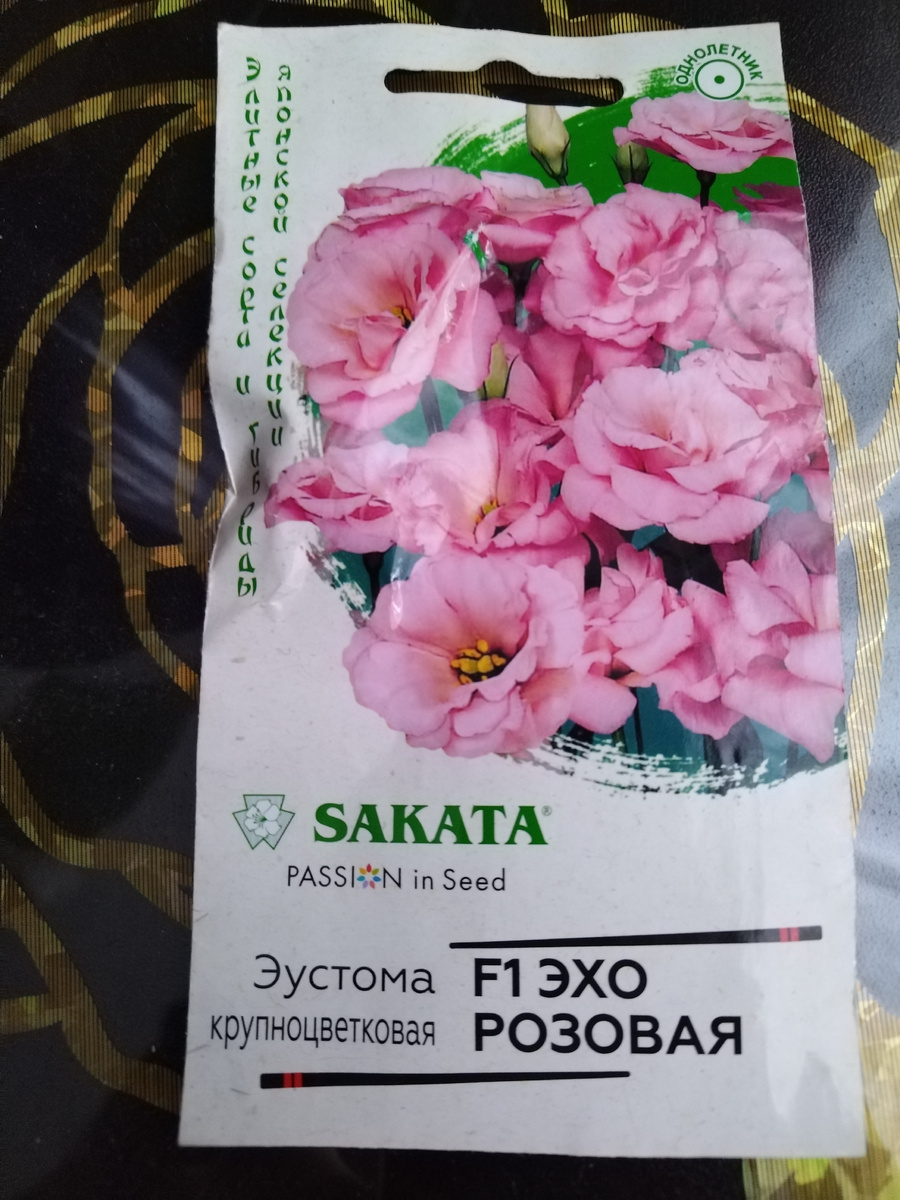 ОДНОЛЕТНИК
Элитные сорта и гибриды
японской селекции
SAKATA®
PASSION in Seed
Эустома
крупноцветковая
F1 ЭХО
РОЗОВАЯ